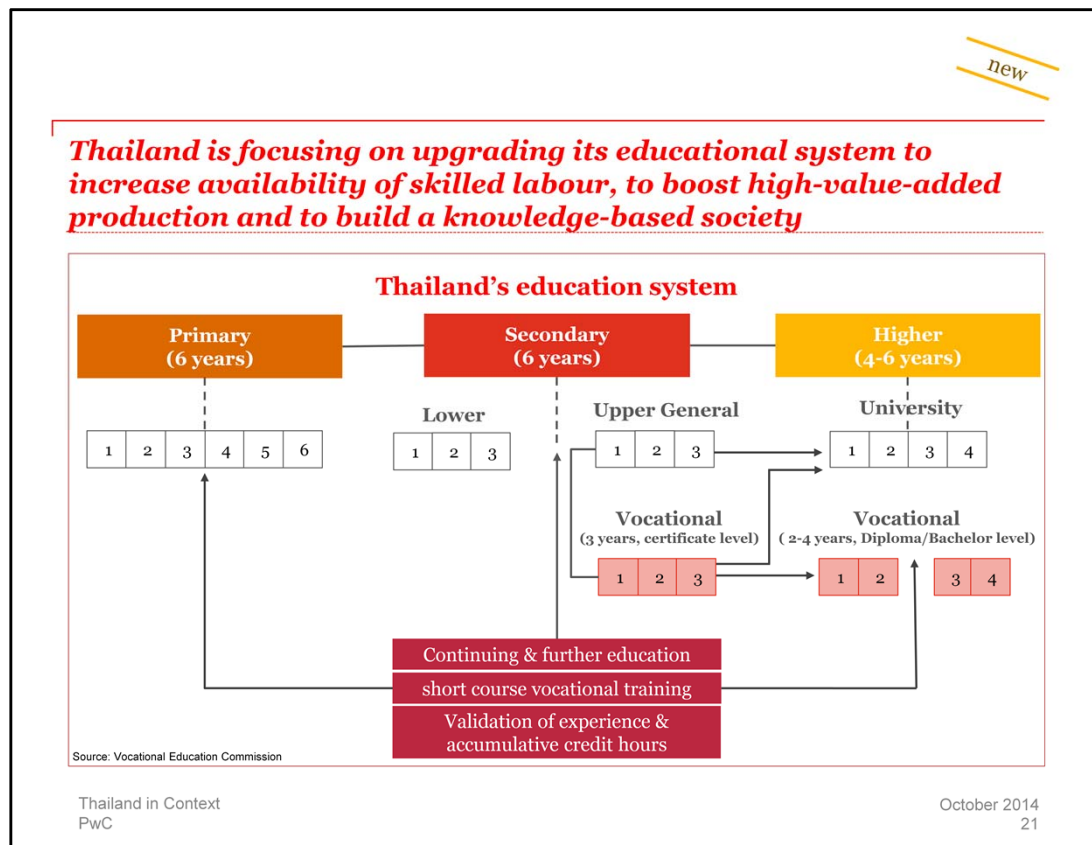 new
Thailand is focusing on upgrading its educational system to
increase availability of skilled labour, to boost high-value-added
production and to build a knowledge-based society
Thailand's education system
Primary
(6 years)
Secondary
(6 years)
Higher
(4-6 years)
Lower
Upper General
University
1 2 3 4 5 6
1 2 3
1 2 3
1 2 3 4
Vocational
(3 years, certificate level)
Vocational
( 2-4 years, Diploma/Bachelor level)
1 2 3
1 2
3 4
Continuing & further education
short course vocational training
Validation of experience &
accumulative credit hours
Source: Vocational Education Commission
Thailand in Context
PwC
October 2014
21